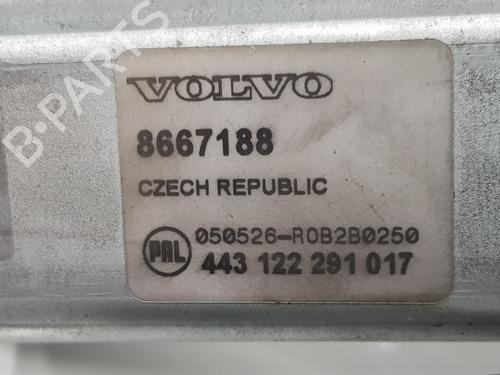 B-PARTS
VOLVO
8667188
CZECH REPUBLIC
050526-R0B2B0250
PAL
443 122 291 017